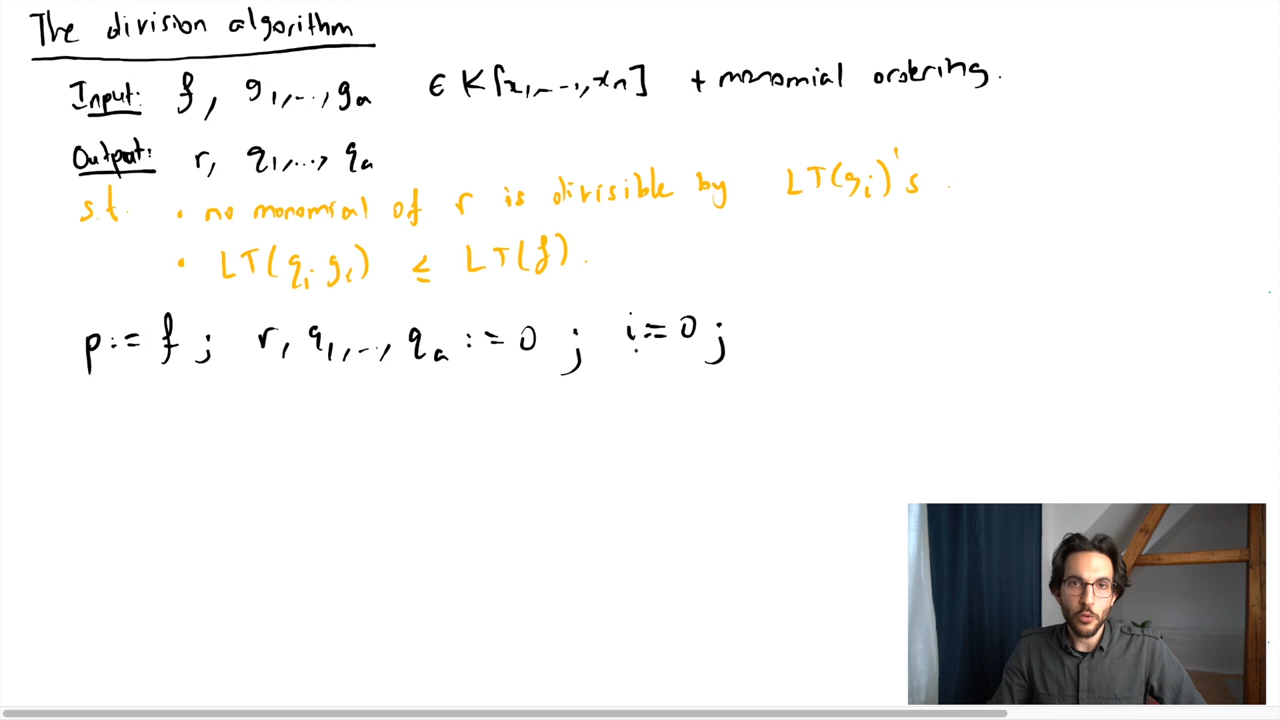 The division algorithm
Input: f, g₁,...,gₐ ∈ K[x₁,...,xₙ] + monomial ordering.
Output: r, q₁,..., qₐ
s.t. • no monomial of r is divisible by LT(gᵢ)'s.
• LT(qᵢ gᵢ) ≤ LT(f).
p := f ; r, q₁,..., qₐ := 0 ; i := 0 ;